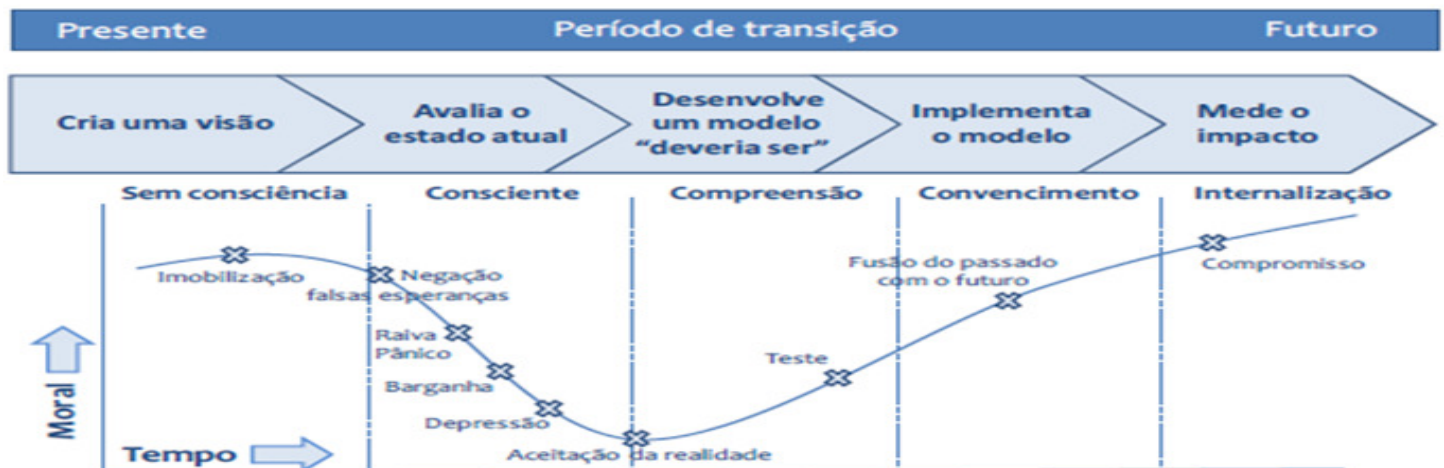 Presente Período de transição Futuro
Cria uma visão
Avalia o
estado atual
Desenvolve
um modelo
“deveria ser”
Implementa
o modelo
Mede o
impacto
Sem consciência Consciente Compreensão Convencimento Internalização
Imobilização
Negação
falsas esperanças
Raiva
Pânico
Barganha
Depressão
Aceitação da realidade
Teste
Fusão do passado
com o futuro
Compromisso
Moral
Tempo